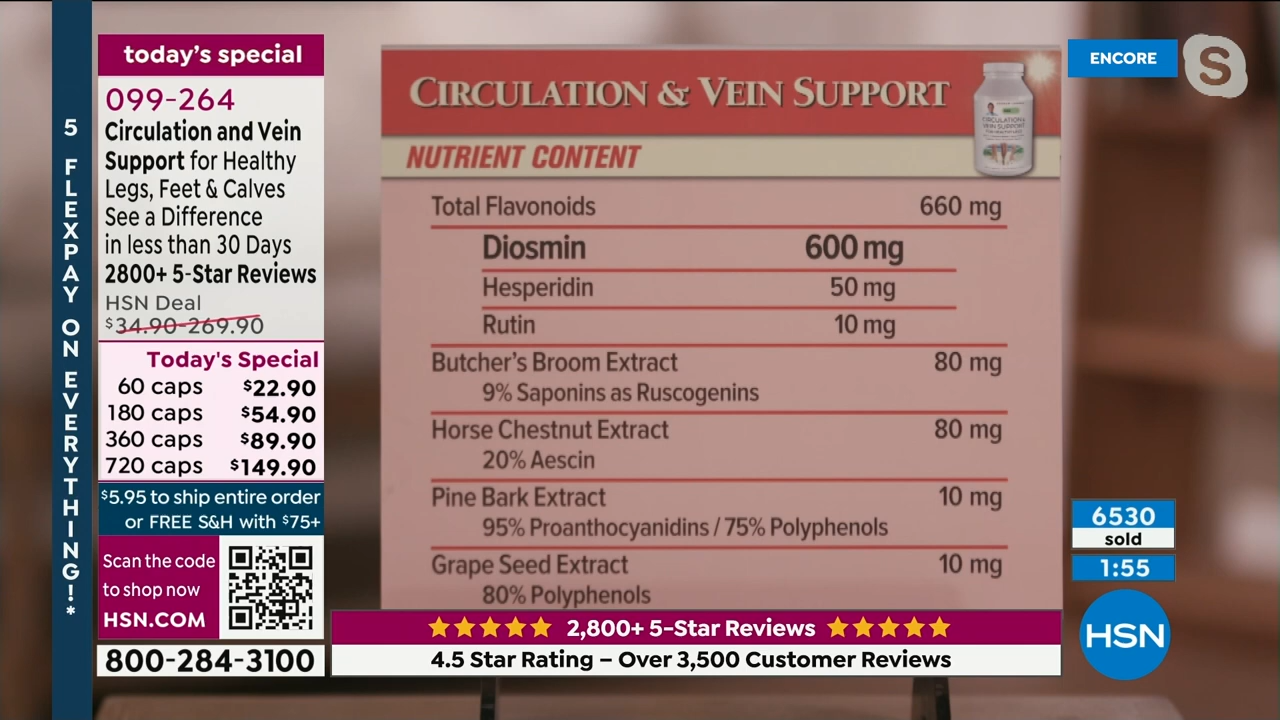 5 FLEXPAY ON EVERYTHING!*
today's special
099-264
Circulation and Vein
Support for Healthy
Legs, Feet & Calves
See a Difference
in less than 30 Days
2800+ 5-Star Reviews
HSN Deal
$34.90-269.90
Today's Special
60 caps $22.90
180 caps $54.90
360 caps $89.90
720 caps $149.90
$5.95 to ship entire order
or FREE S&H with $75+
Scan the code
to shop now
HSN.COM
800-284-3100
CIRCULATION & VEIN SUPPORT
NUTRIENT CONTENT
Total Flavonoids 660 mg
Diosmin 600 mg
Hesperidin 50 mg
Rutin 10 mg
Butcher's Broom Extract 80 mg
9% Saponins as Ruscogenins
Horse Chestnut Extract 80 mg
20% Aescin
Pine Bark Extract 10 mg
95% Proanthocyanidins / 75% Polyphenols
Grape Seed Extract 10 mg
80% Polyphenols
CIRCULATION &
VEIN SUPPORT
2,800+ 5-Star Reviews
4.5 Star Rating – Over 3,500 Customer Reviews
ENCORE
S
6530
sold
1:55
HSN